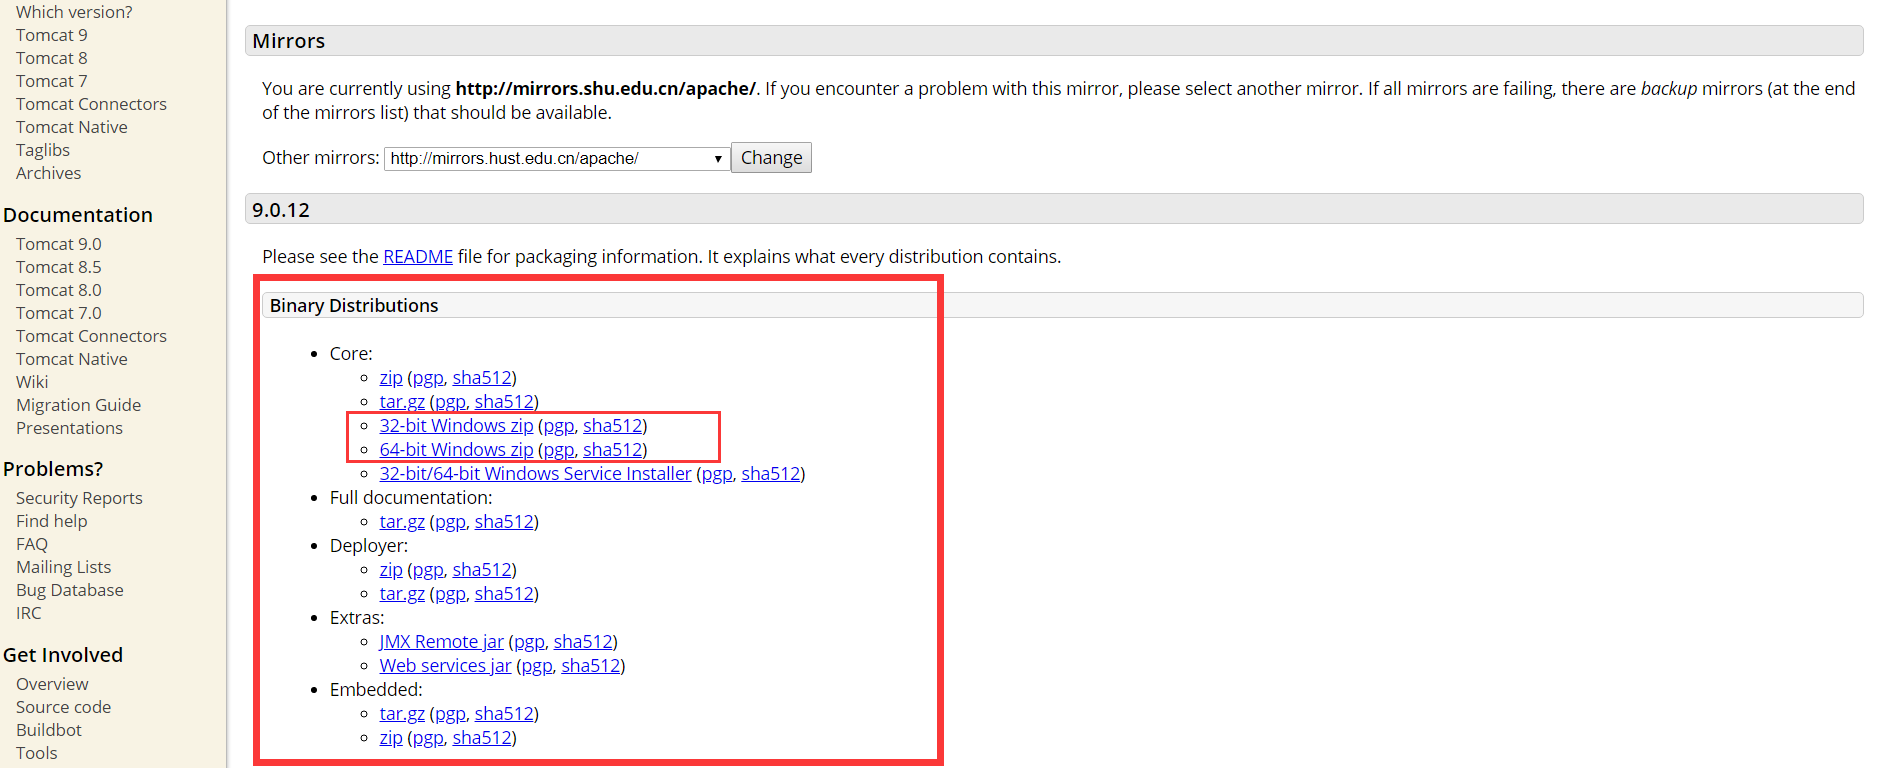 Which version?
Tomcat 9
Tomcat 8
Tomcat 7
Tomcat Connectors
Tomcat Native
Taglibs
Archives
Documentation
Tomcat 9.0
Tomcat 8.5
Tomcat 8.0
Tomcat 7.0
Tomcat Connectors
Tomcat Native
Wiki
Migration Guide
Presentations
Problems?
Security Reports
Find help
FAQ
Mailing Lists
Bug Database
IRC
Get Involved
Overview
Source code
Buildbot
Tools
Mirrors
You are currently using http://mirrors.shu.edu.cn/apache/. If you encounter a problem with this mirror, please select another mirror. If all mirrors are failing, there are backup mirrors (at the end
of the mirrors list) that should be available.
Other mirrors: http://mirrors.hust.edu.cn/apache/ Change
9.0.12
Please see the README file for packaging information. It explains what every distribution contains.
Binary Distributions
Core:
zip (pgp, sha512)
tar.gz (pgp, sha512)
32-bit Windows zip (pgp, sha512)
64-bit Windows zip (pgp, sha512)
32-bit/64-bit Windows Service Installer (pgp, sha512)
Full documentation:
tar.gz (pgp, sha512)
Deployer:
zip (pgp, sha512)
tar.gz (pgp, sha512)
Extras:
JMX Remote jar (pgp, sha512)
Web services jar (pgp, sha512)
Embedded:
tar.gz (pgp, sha512)
zip (pgp, sha512)